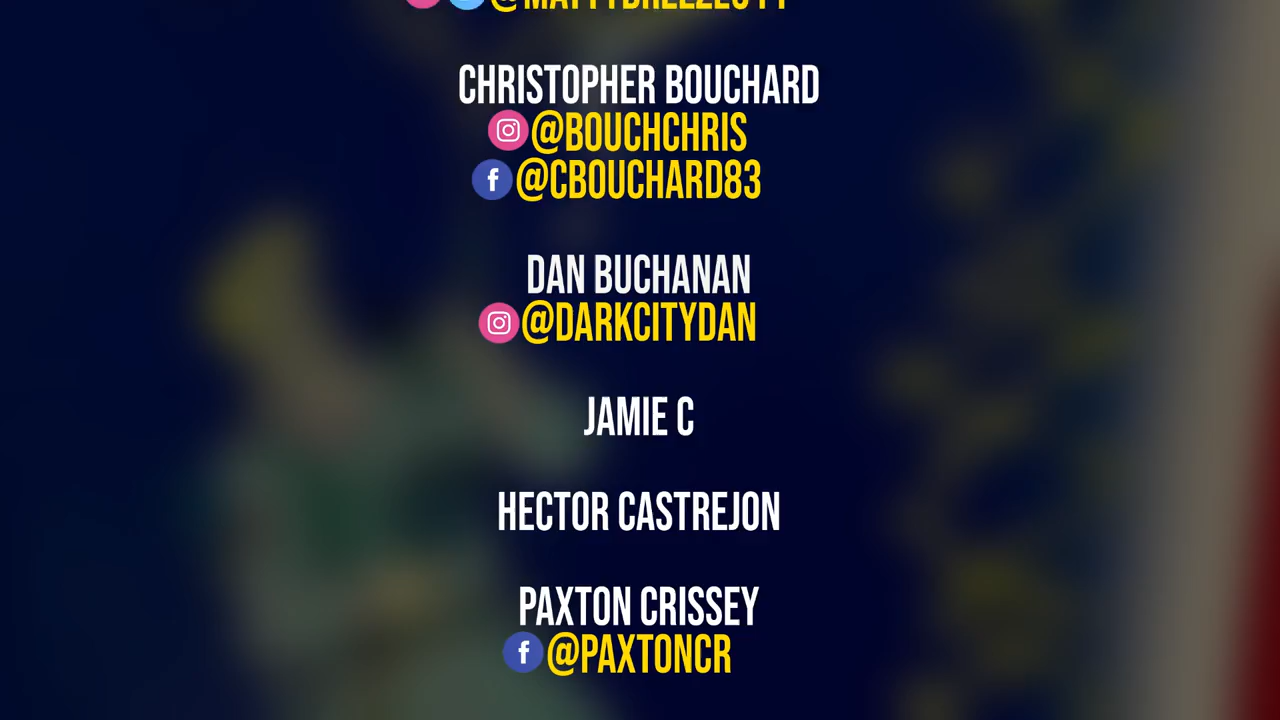 CHRISTOPHER BOUCHARD
@BOUCHCHRIS
@CBOUCHARD83
DAN BUCHANAN
@DARKCITYDAN
JAMIE C
HECTOR CASTREJON
PAXTON CRISSEY
@PAXTONCR